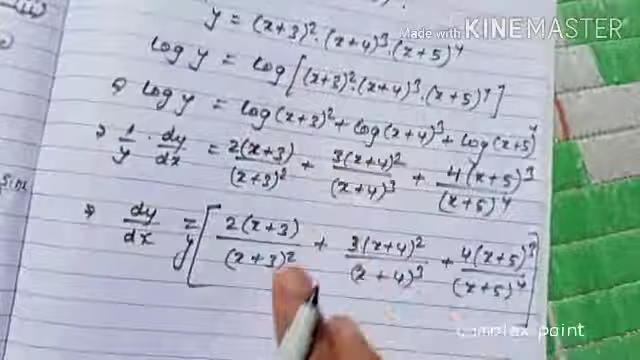 Made with KINEMASTER
y = (x+3)² · (x+4)³ · (x+5)⁴
log y = log[(x+3)² · (x+4)³ · (x+5)⁴]
⇒ log y = log(x+3)² + log(x+4)³ + log(x+5)⁴
⇒ 1/y · dy/dx = 2(x+3)/(x+3)² + 3(x+4)²/(x+4)³ + 4(x+5)³/(x+5)⁴
⇒ dy/dx = y[2(x+3)/(x+3)² + 3(x+4)²/(x+4)³ + 4(x+5)³/(x+5)⁴]
complex point